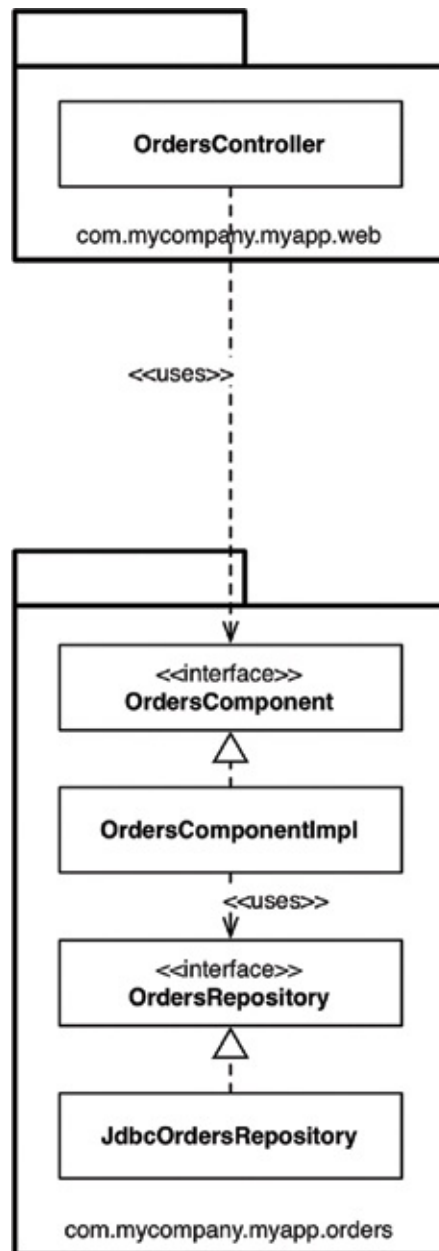 OrdersController
com.mycompany.myapp.web
<<uses>>
<<interface>>
OrdersComponent
OrdersComponentImpl
<<uses>>
<<interface>>
OrdersRepository
JdbcOrdersRepository
com.mycompany.myapp.orders